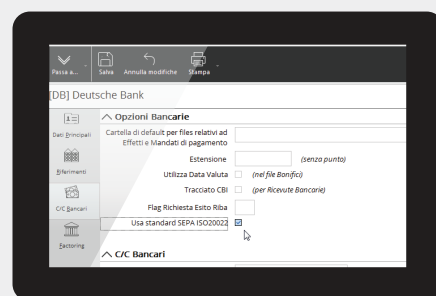 Passa a...
Salva
Annulla modifiche
Stampa
[DB] Deutsche Bank
Dati Principali
Riferimenti
C/C Bancari
Factoring
Opzioni Bancarie
Cartella di default per files relativi ad
Effetti e Mandati di pagamento
Estensione
(senza punto)
Utilizza Data Valuta
(nel file Bonifici)
Tracciato CBI
(per Ricevute Bancarie)
Flag Richiesta Esito Riba
Usa standard SEPA ISO20022
C/C Bancari